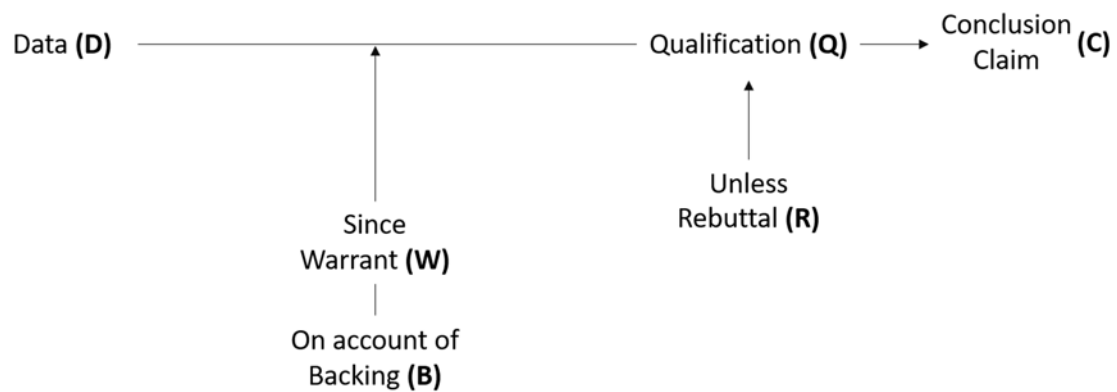 Data (D)
Qualification (Q)
Conclusion
Claim
(C)
Unless
Rebuttal (R)
Since
Warrant (W)
On account of
Backing (B)